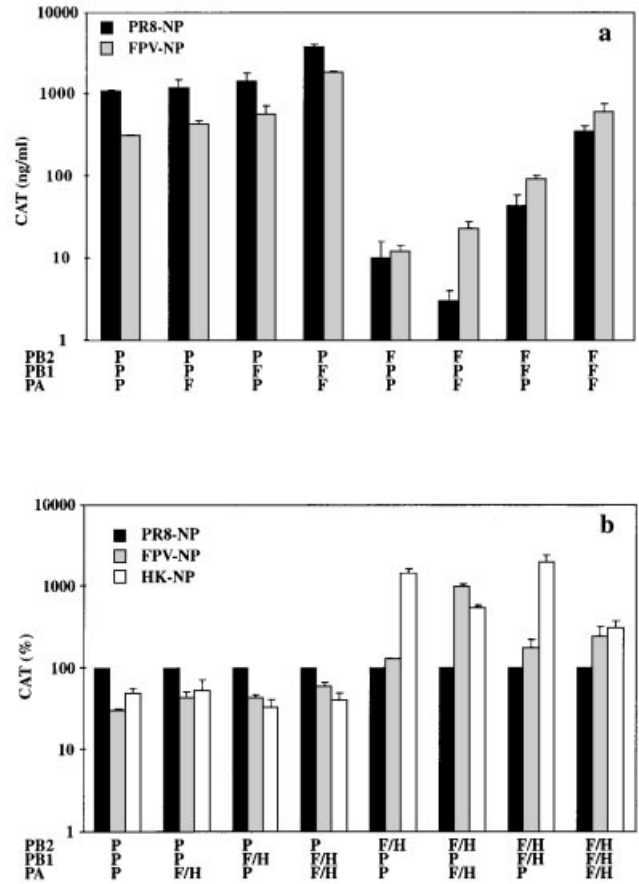 10000
PR8-NP
FPV-NP
a
1000
100
10
1
CAT (ng/ml)
PB2 P P P P F F F F
PB1 P P F F P P F F
PA P F P F P F P F
10000
PR8-NP
FPV-NP
HK-NP
b
1000
100
10
1
CAT (%)
PB2 P P P P F/H F/H F/H F/H
PB1 P P F/H F/H P P F/H F/H
PA P F/H P F/H P F/H P F/H